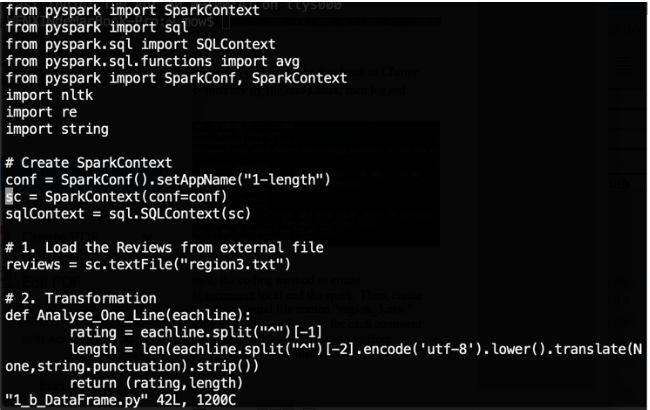 from pyspark import SparkContext
from pyspark import sql
from pyspark.sql import SQLContext
from pyspark.sql.functions import avg
from pyspark import SparkConf, SparkContext
import nltk
import re
import string

# Create SparkContext
conf = SparkConf().setAppName("1-length")
sc = SparkContext(conf=conf)
sqlContext = sql.SQLContext(sc)

# 1. Load the Reviews from external file
reviews = sc.textFile("region3.txt")

# 2. Transformation
def Analyse_One_Line(eachline):
        rating = eachline.split("^")[-1]
        length = len(eachline.split("^")[-2].encode('utf-8').lower().translate(N
one,string.punctuation).strip())
        return (rating,length)
"1_b_DataFrame.py" 42L, 1200C